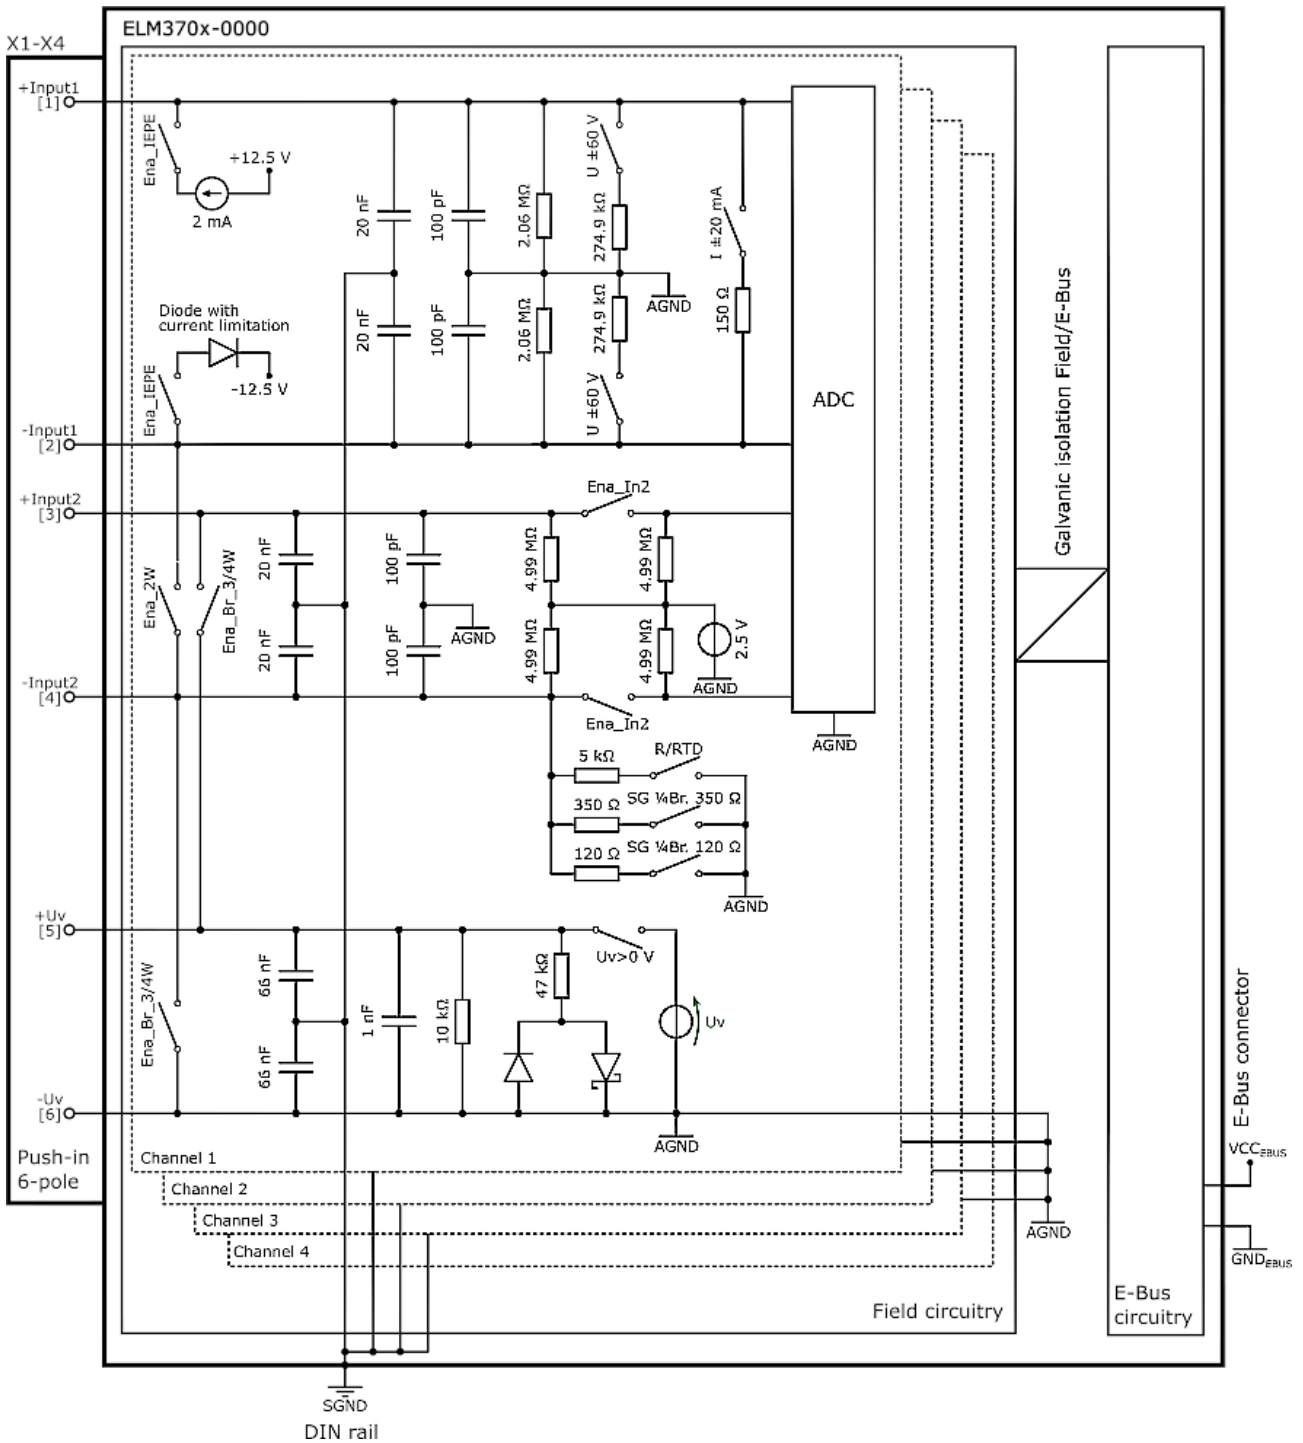 ELM370x-0000
X1-X4
+Input1
[1]
Ena_IEPE
+12.5 V
2 mA
20 nF
100 pF
2.06 MΩ
U ±60 V
274.9 kΩ
I ±20 mA
150 Ω
AGND
20 nF
100 pF
2.06 MΩ
274.9 kΩ
U ±60 V
Diode with
current limitation
-12.5 V
Ena_IEPE
ADC
Galvanic isolation Field/E-Bus
-Input1
[2]
+Input2
[3]
Ena_In2
Ena_2W
Ena_Br_3/4W
20 nF
100 pF
4.99 MΩ
4.99 MΩ
AGND
20 nF
100 pF
4.99 MΩ
4.99 MΩ
2.5 V
AGND
-Input2
[4]
Ena_In2
AGND
5 kΩ
R/RTD
350 Ω
SG ¼Br. 350 Ω
120 Ω
SG ¼Br. 120 Ω
AGND
+Uv
[5]
Uv>0 V
66 nF
47 kΩ
Ena_Br_3/4W
1 nF
10 kΩ
Uv
66 nF
-Uv
[6]
AGND
E-Bus connector
Push-in
6-pole
Channel 1
Channel 2
Channel 3
Channel 4
AGND
VCC EBUS
GND EBUS
Field circuitry
E-Bus
circuitry
SGND
DIN rail